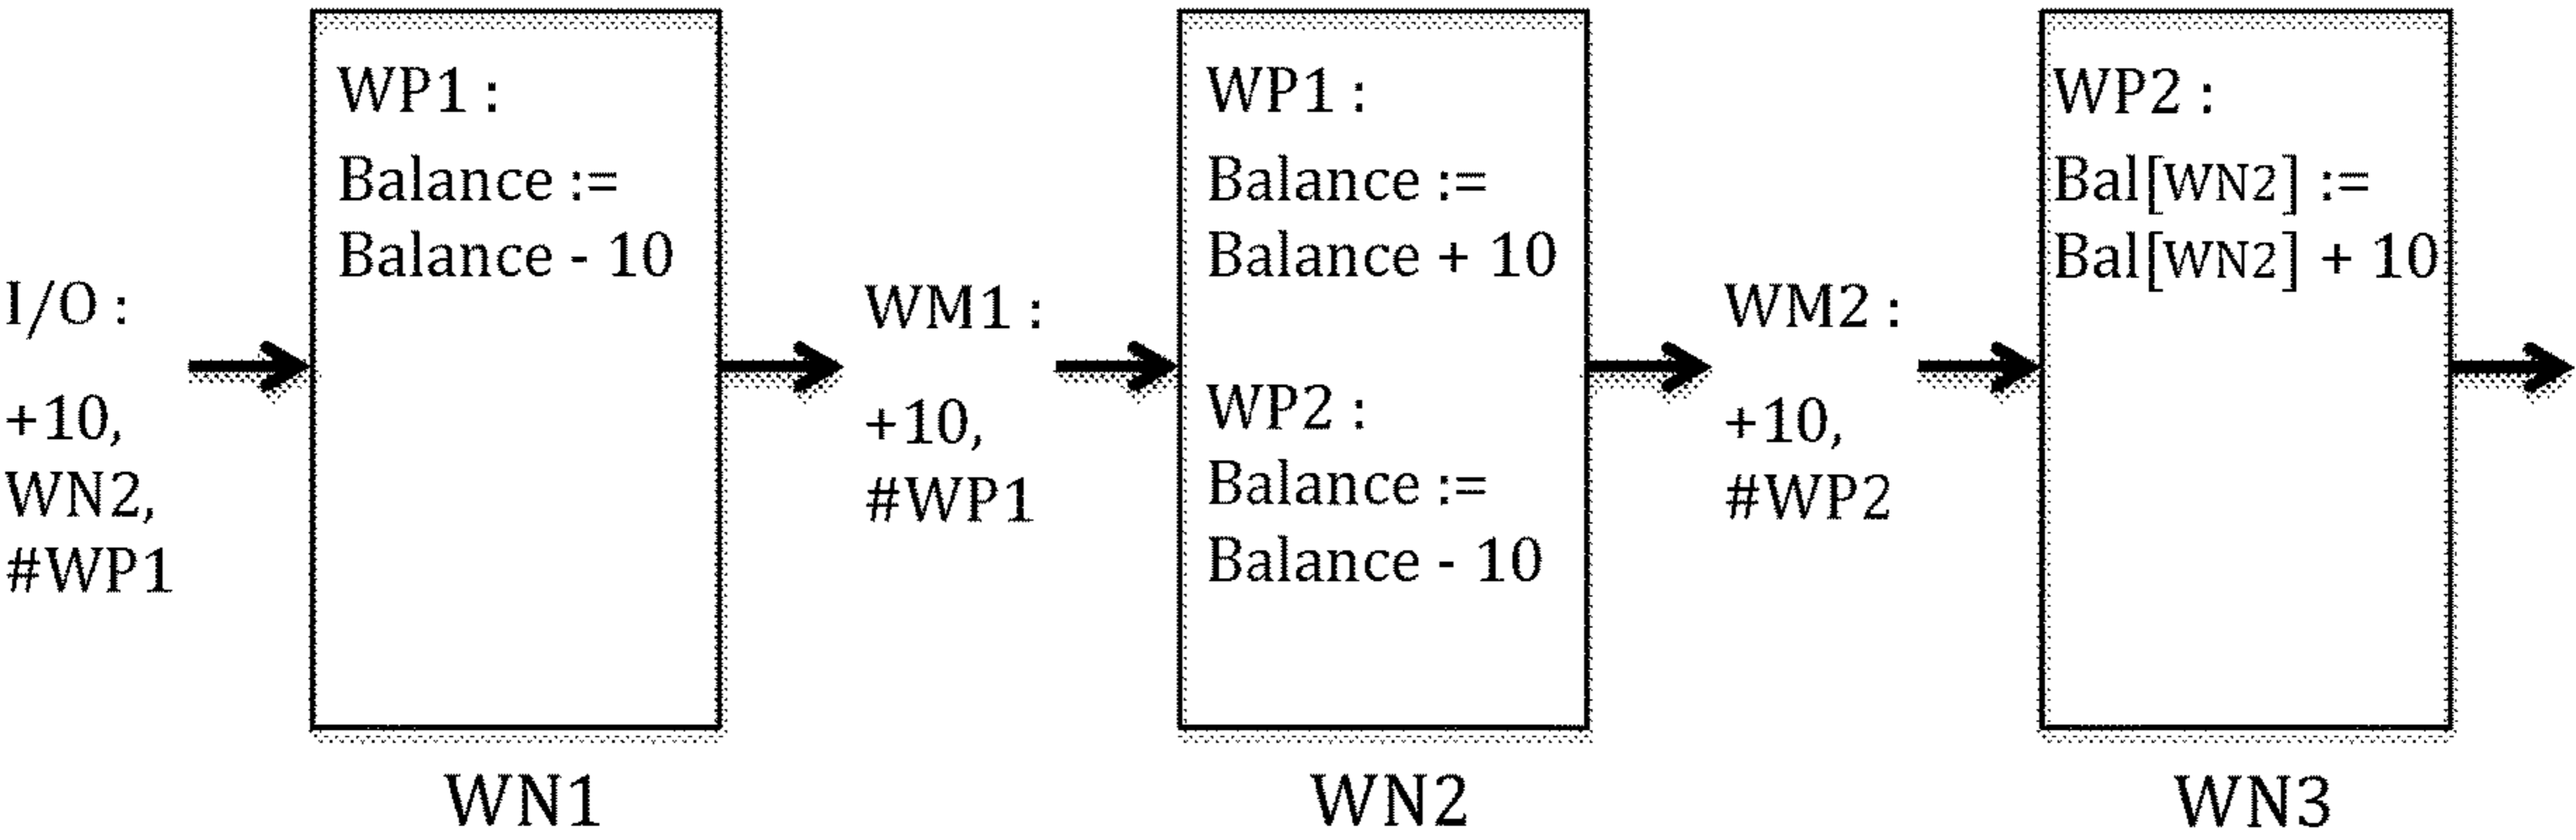 I/O :
+10,
WN2,
#WP1
WP1 :
Balance :=
Balance - 10
WN1
WM1 :
+10,
#WP1
WP1 :
Balance :=
Balance + 10
WP2 :
Balance :=
Balance - 10
WN2
WM2 :
+10,
#WP2
WP2 :
Bal[WN2] :=
Bal[WN2] + 10
WN3